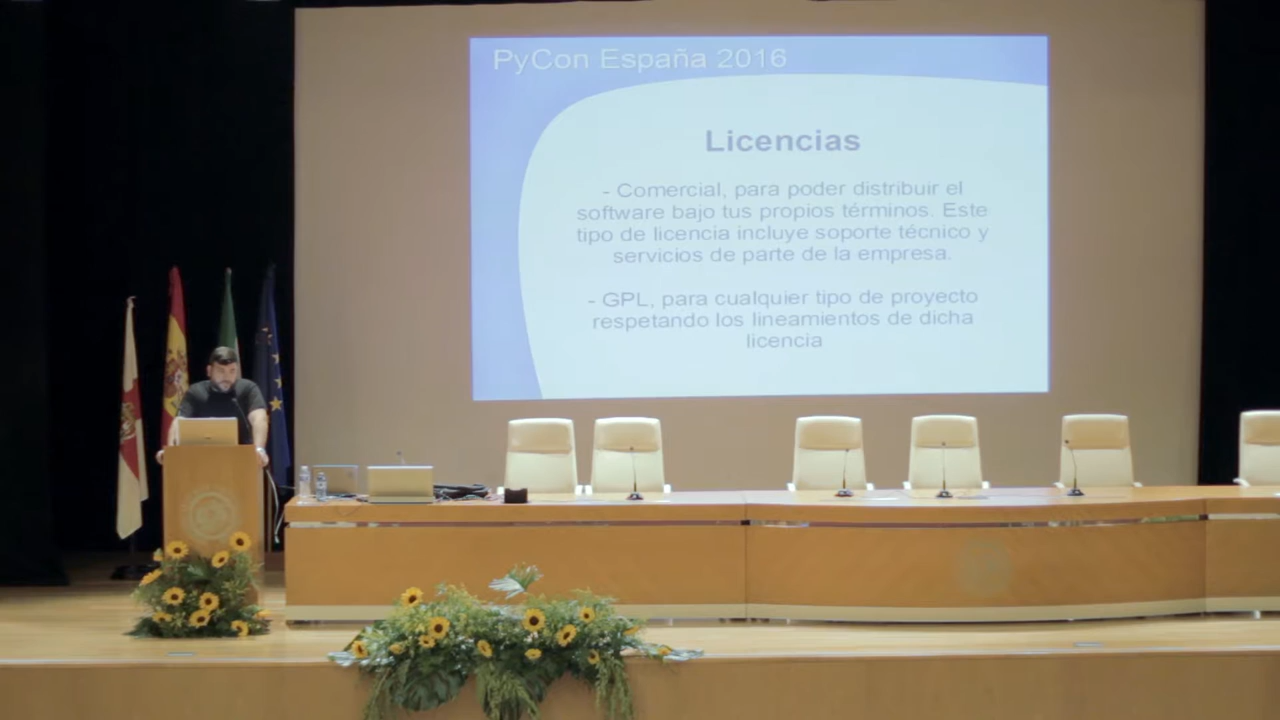 PyCon España 2016
Licencias
- Comercial, para poder distribuir el
software bajo tus propios términos. Este
tipo de licencia incluye soporte técnico y
servicios de parte de la empresa.
- GPL, para cualquier tipo de proyecto
respetando los lineamientos de dicha
licencia